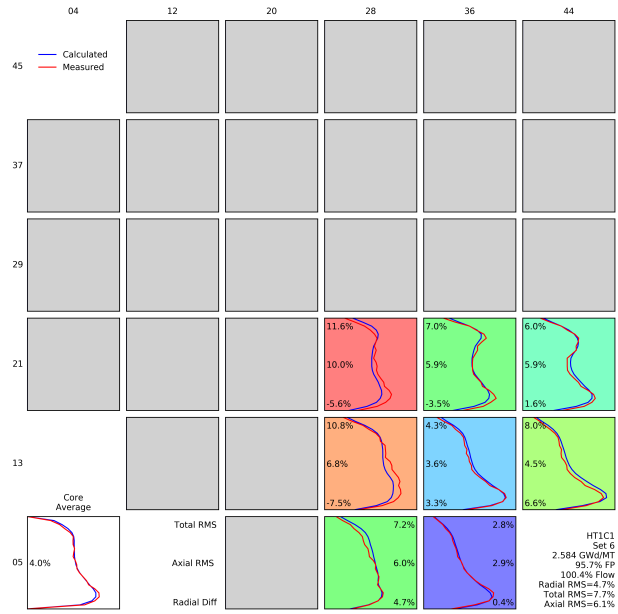 04 12 20 28 36 44
45
Calculated
Measured
37
29
21
11.6% 7.0% 6.0%
10.0% 5.9% 5.9%
-5.6% -3.5% 1.6%
13
10.8% 4.3% 8.0%
6.8% 3.6% 4.5%
-7.5% 3.3% 6.6%
Core
Average
05
4.0%
Total RMS 7.2% 2.8%
Axial RMS 6.0% 2.9%
Radial Diff 4.7% 0.4%
HT1C1
Set 6
2.584 GWd/MT
95.7% FP
100.4% Flow
Radial RMS=4.7%
Total RMS=7.7%
Axial RMS=6.1%